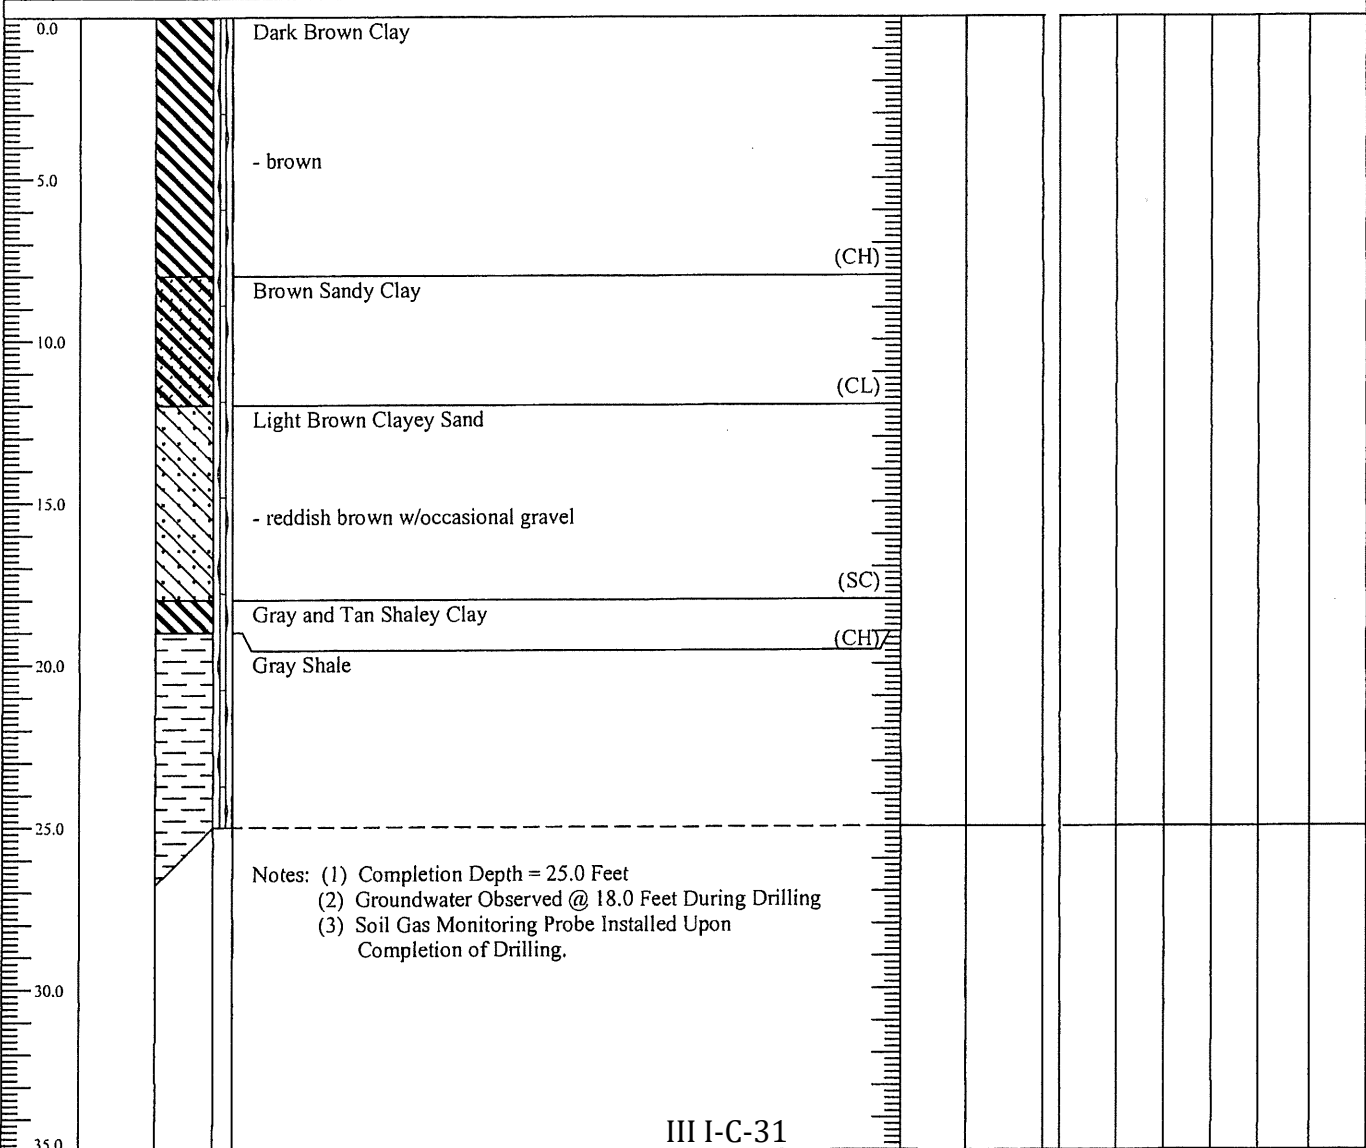 0.0
Dark Brown Clay
- brown
5.0
(CH)
Brown Sandy Clay
10.0
(CL)
Light Brown Clayey Sand
15.0
- reddish brown w/occasional gravel
(SC)
Gray and Tan Shaley Clay
(CH)
20.0
Gray Shale
25.0
Notes: (1) Completion Depth = 25.0 Feet
(2) Groundwater Observed @ 18.0 Feet During Drilling
(3) Soil Gas Monitoring Probe Installed Upon
Completion of Drilling.
30.0
35.0
III I-C-31